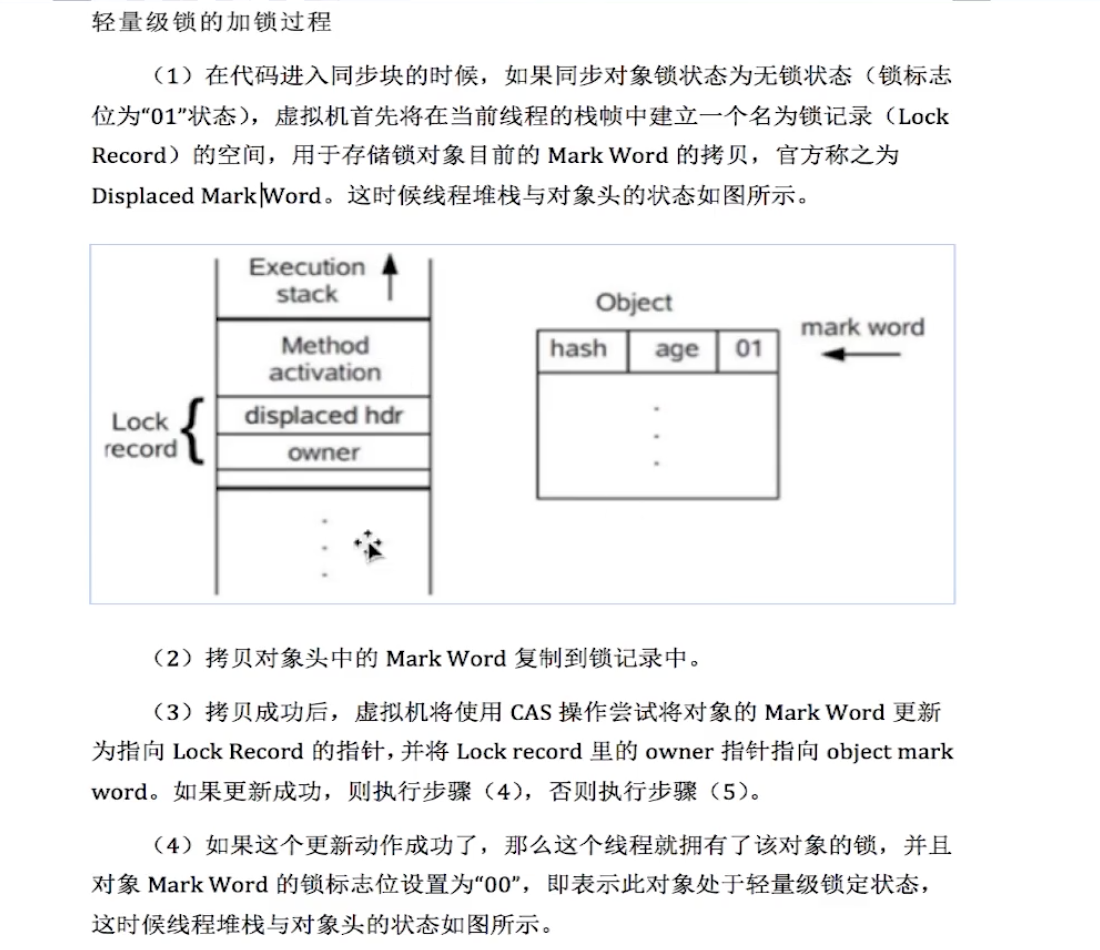 轻量级锁的加锁过程
（1）在代码进入同步块的时候，如果同步对象锁状态为无锁状态（锁标志
位为“01”状态），虚拟机首先将在当前线程的栈帧中建立一个名为锁记录（Lock
Record）的空间，用于存储锁对象目前的 Mark Word 的拷贝，官方称之为
Displaced Mark Word。这时候线程堆栈与对象头的状态如图所示。
Execution
stack
Method
activation
Lock
record
displaced hdr
owner
Object
hash age 01
mark word
（2）拷贝对象头中的 Mark Word 复制到锁记录中。
（3）拷贝成功后，虚拟机将使用 CAS 操作尝试将对象的 Mark Word 更新
为指向 Lock Record 的指针，并将 Lock record 里的 owner 指针指向 object mark
word。如果更新成功，则执行步骤（4），否则执行步骤（5）。
（4）如果这个更新动作成功了，那么这个线程就拥有了该对象的锁，并且
对象 Mark Word 的锁标志位设置为“00”，即表示此对象处于轻量级锁定状态，
这时候线程堆栈与对象头的状态如图所示。